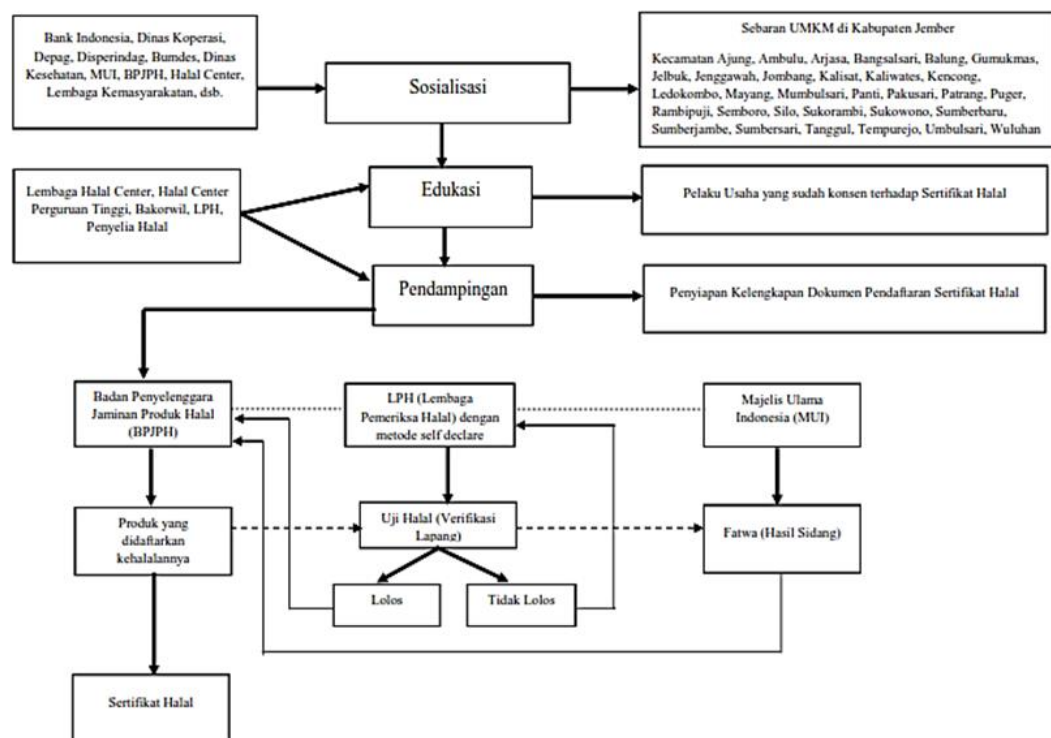 Bank Indonesia, Dinas Koperasi,
Depag, Disperindag, Bumdes, Dinas
Kesehatan, MUI, BPJPH, Halal Center,
Lembaga Kemasyarakatan, dsb.
Sosialisasi
Sebaran UMKM di Kabupaten Jember
Kecamatan Ajung, Ambulu, Arjasa, Bangsalsari, Balung, Gumukmas,
Jelbuk, Jenggawah, Jombang, Kalisat, Kaliwates, Kencong,
Ledokombo, Mayang, Mumbulsari, Panti, Pakusari, Patrang, Puger,
Rambipuji, Semboro, Silo, Sukorambi, Sukowono, Sumberbaru,
Sumberjambe, Sumbersari, Tanggul, Tempurejo, Umbulsari, Wuluhan
Lembaga Halal Center, Halal Center
Perguruan Tinggi, Bakorwil, LPH,
Penyelia Halal
Edukasi
Pelaku Usaha yang sudah konsen terhadap Sertifikat Halal
Pendampingan
Penyiapan Kelengkapan Dokumen Pendaftaran Sertifikat Halal
Badan Penyelenggara
Jaminan Produk Halal
(BPJPH)
LPH (Lembaga
Pemeriksa Halal) dengan
metode self declare
Majelis Ulama
Indonesia (MUI)
Produk yang
didaftarkan
kehalalannya
Uji Halal (Verifikasi
Lapang)
Fatwa (Hasil Sidang)
Lolos
Tidak Lolos
Sertifikat Halal